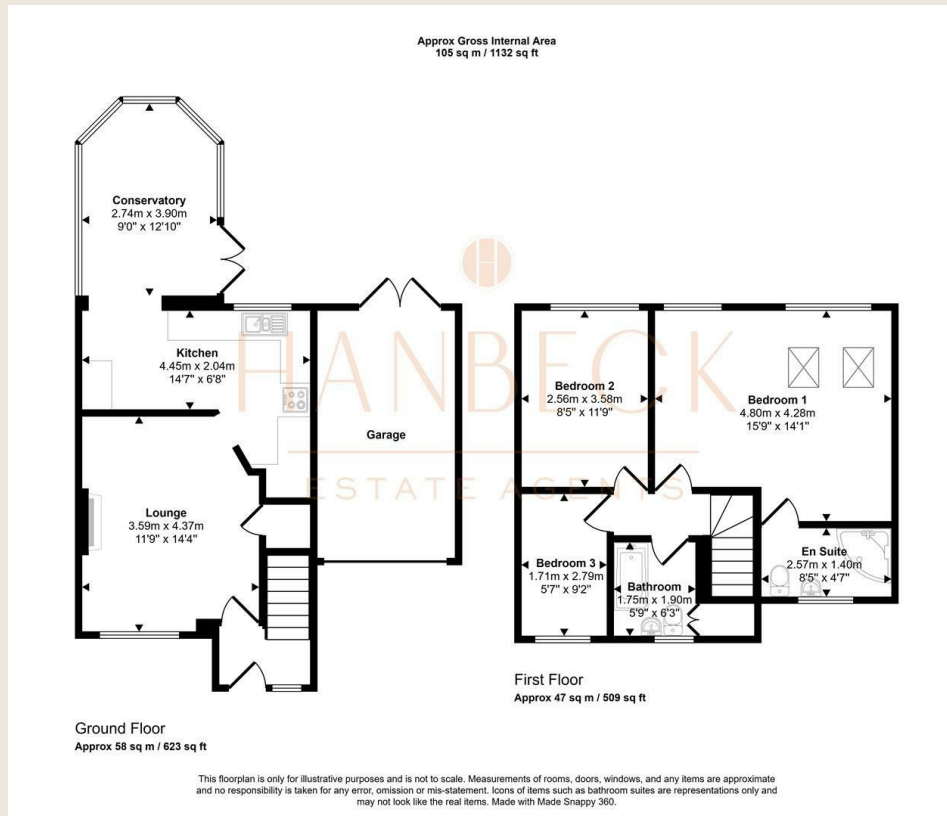 Approx Gross Internal Area
105 sq m / 1132 sq ft
Conservatory
2.74m x 3.90m
9'0" x 12'10"
Kitchen
4.45m x 2.04m
14'7" x 6'8"
Garage
Lounge
3.59m x 4.37m
11'9" x 14'4"
Ground Floor
Approx 58 sq m / 623 sq ft
HANBECK
ESTATE AGENTS
Bedroom 2
2.56m x 3.58m
8'5" x 11'9"
Bedroom 1
4.80m x 4.28m
15'9" x 14'1"
Bedroom 3
1.71m x 2.79m
5'7" x 9'2"
Bathroom
1.75m x 1.90m
5'9" x 6'3"
En Suite
2.57m x 1.40m
8'5" x 4'7"
First Floor
Approx 47 sq m / 509 sq ft
This floorplan is only for illustrative purposes and is not to scale. Measurements of rooms, doors, windows, and any items are approximate
and no responsibility is taken for any error, omission or mis-statement. Icons of items such as bathroom suites are representations only and
may not look like the real items. Made with Made Snappy 360.